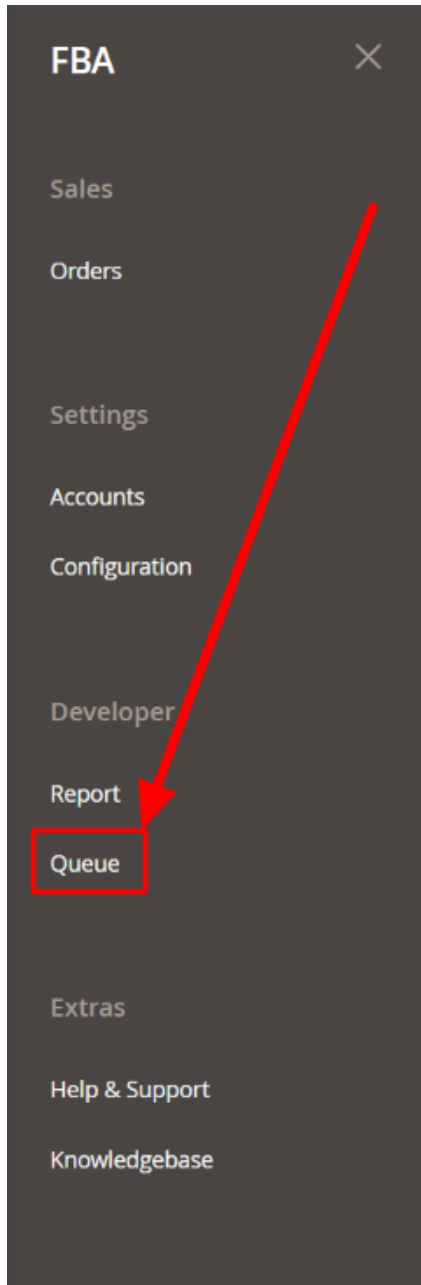 FBA
Sales
Orders
Settings
Accounts
Configuration
Developer
Report
Queue
Extras
Help & Support
Knowledgebase